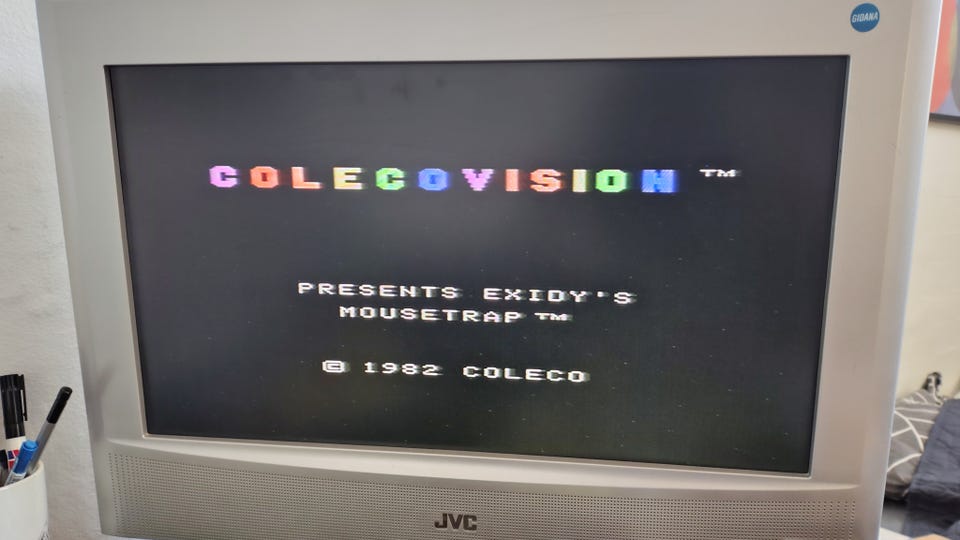 GIDANA
COLECOVISION ™
PRESENTS EXIDY'S
MOUSETRAP ™
© 1982 COLECO
JVC